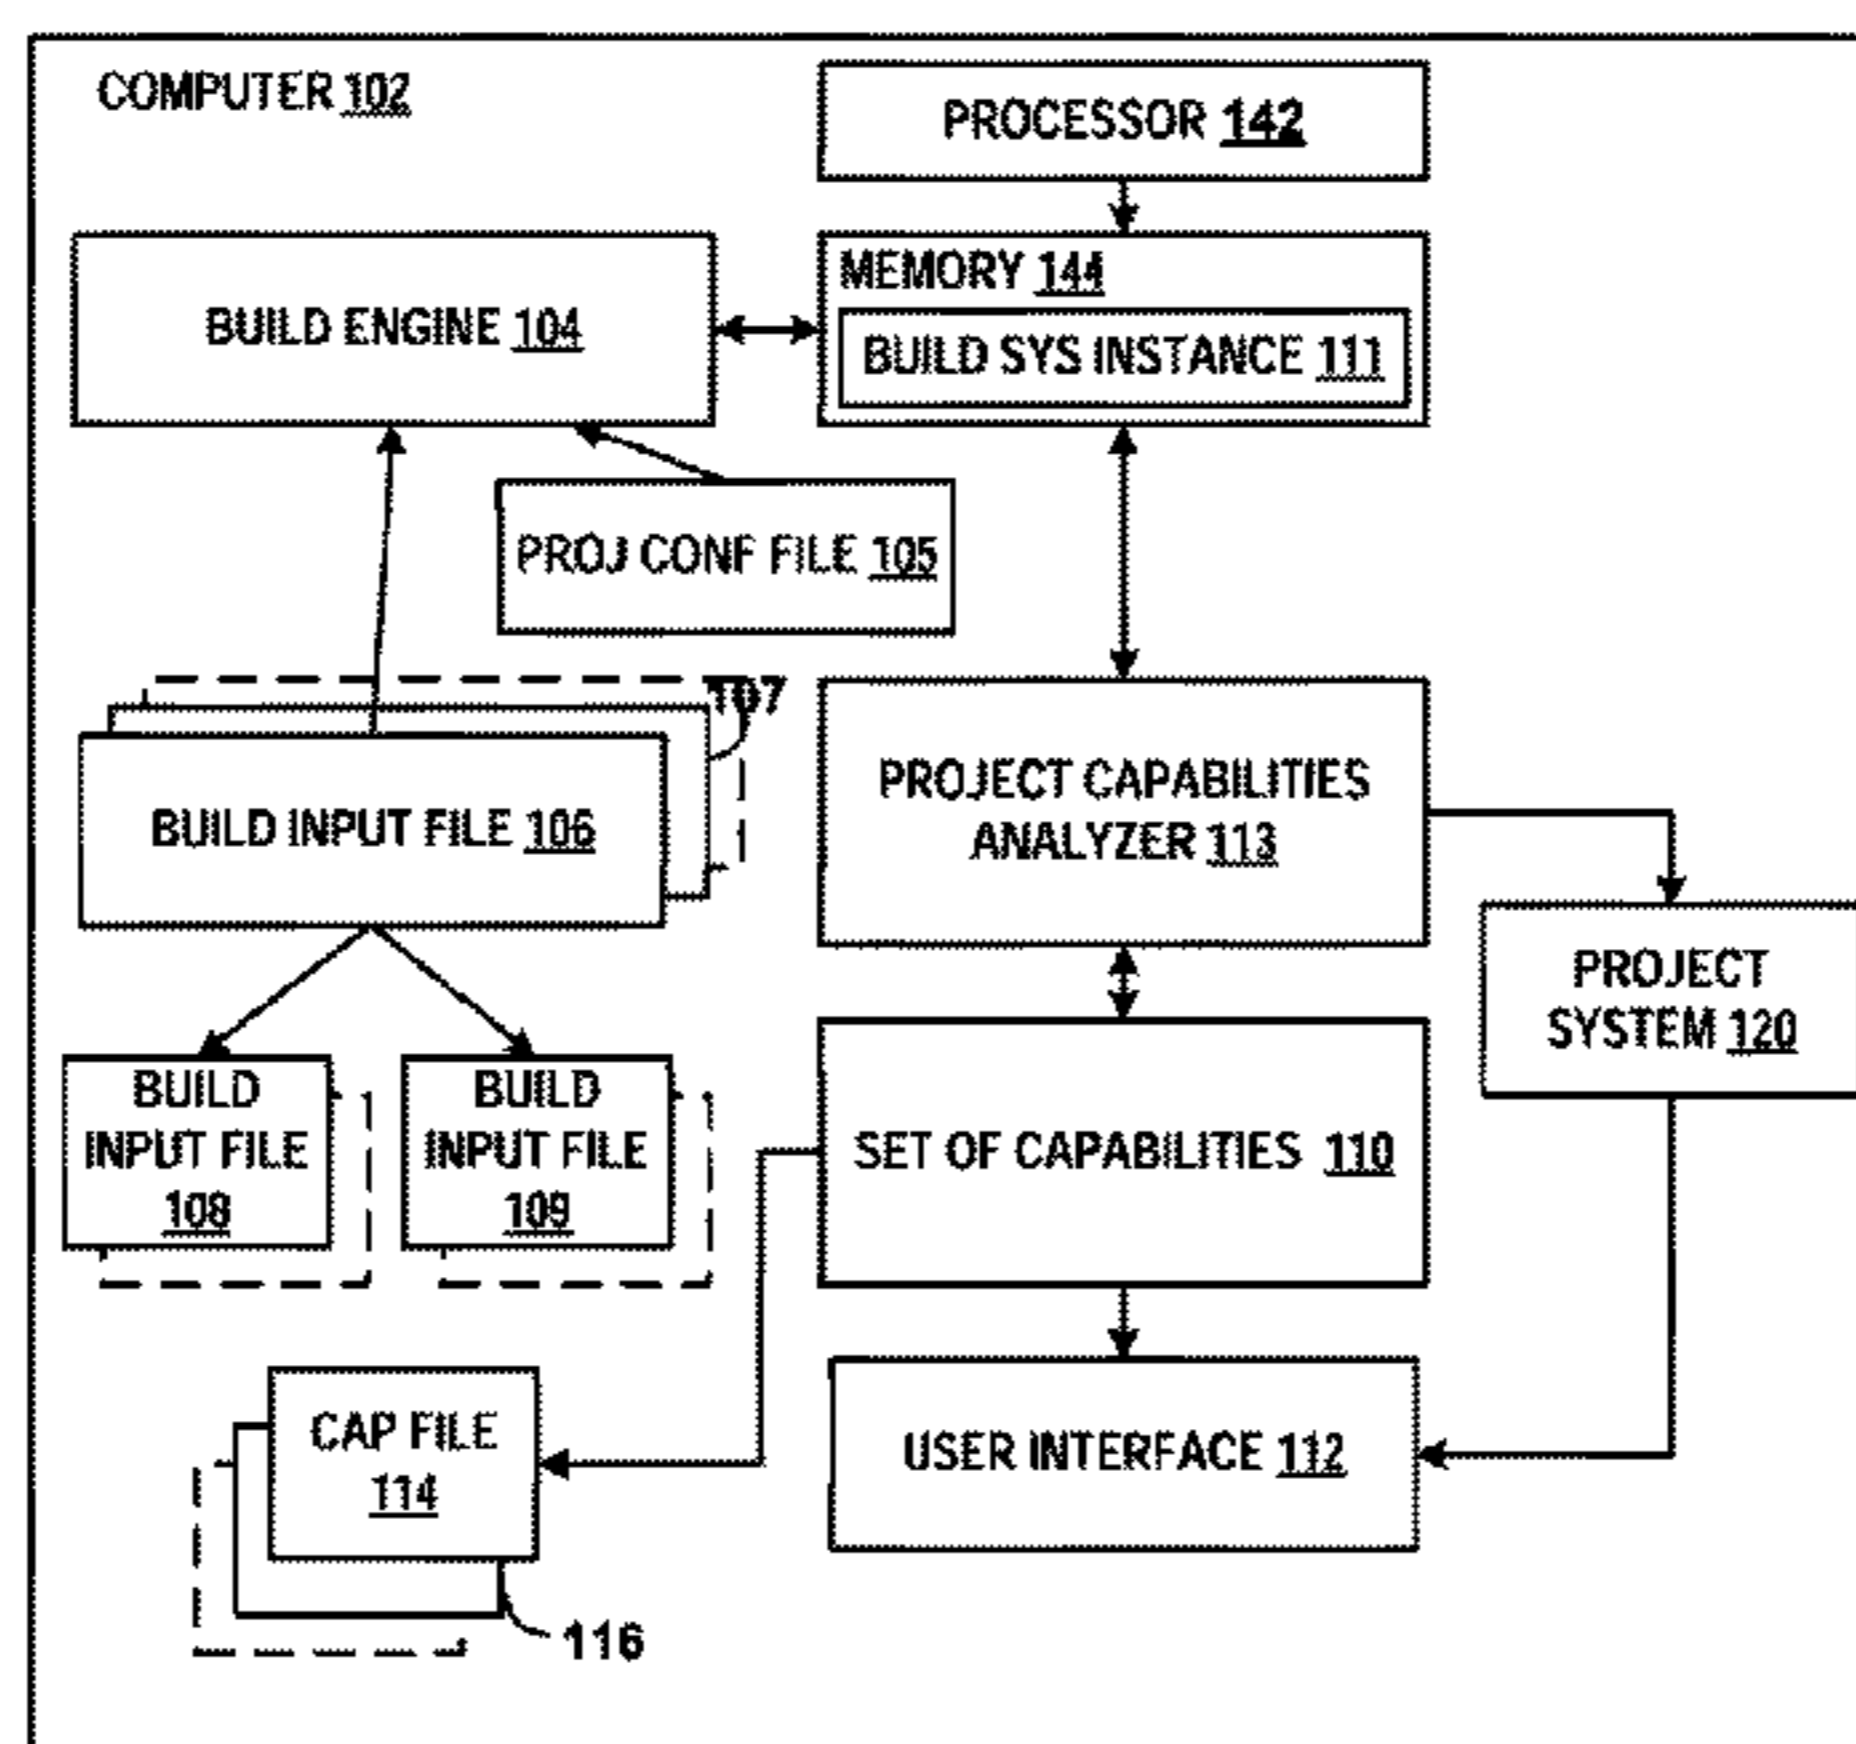 COMPUTER 102
PROCESSOR 142
MEMORY 144
BUILD ENGINE 104
BUILD SYS INSTANCE 111
PROJ CONF FILE 105
107
PROJECT CAPABILITIES
ANALYZER 113
BUILD INPUT FILE 106
PROJECT
SYSTEM 120
BUILD
INPUT FILE
108
BUILD
INPUT FILE
109
SET OF CAPABILITIES 110
CAP FILE
114
USER INTERFACE 112
116